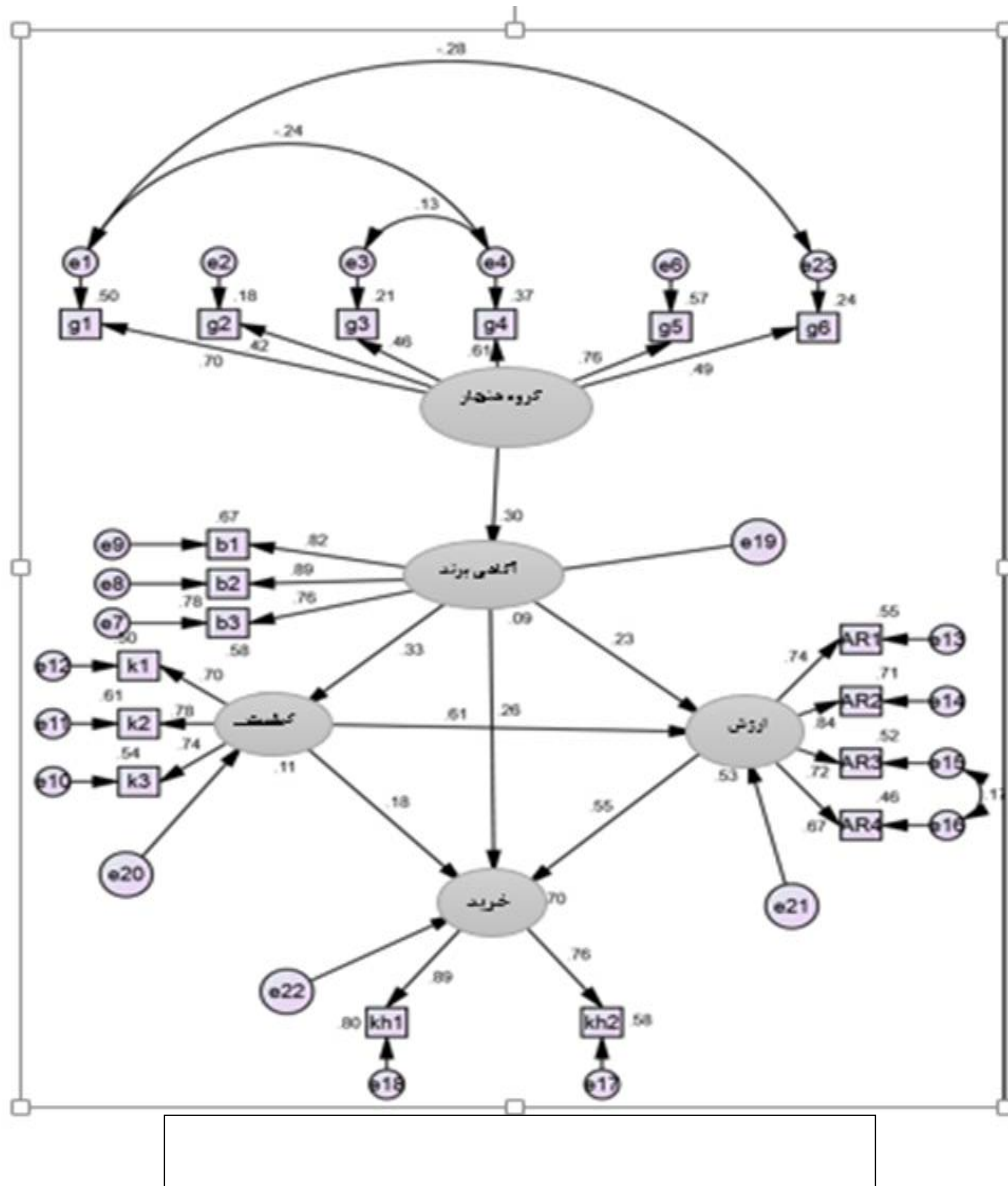 -.28
-.24
.13
e1 e2 e3 e4 e6 e23
.50 .18 .21 .37 .57 .24
g1 g2 g3 g4 g5 g6
.70 .42 .46 .61 .76 .49
گروه هنجار
.30
.67
e9 b1 .82
e19
آگاهی برند
e8 b2 .89
.78 .76
e7 b3 .09
.58
.50
e12 k1 .70
.33 .23
.55
.74 AR1 e13
.61 .71
.78
e11 k2 کیفیت .61 .26 ارزش
.84 AR2 e14
.54 .74 .52
e10 k3 .11 .53 .72 AR3 e15
.17
.46
.18 .55 .67 AR4 e16
e20
خرید .70
e21
e22 .89 .76
.80 kh1 kh2 .58
e18 e17